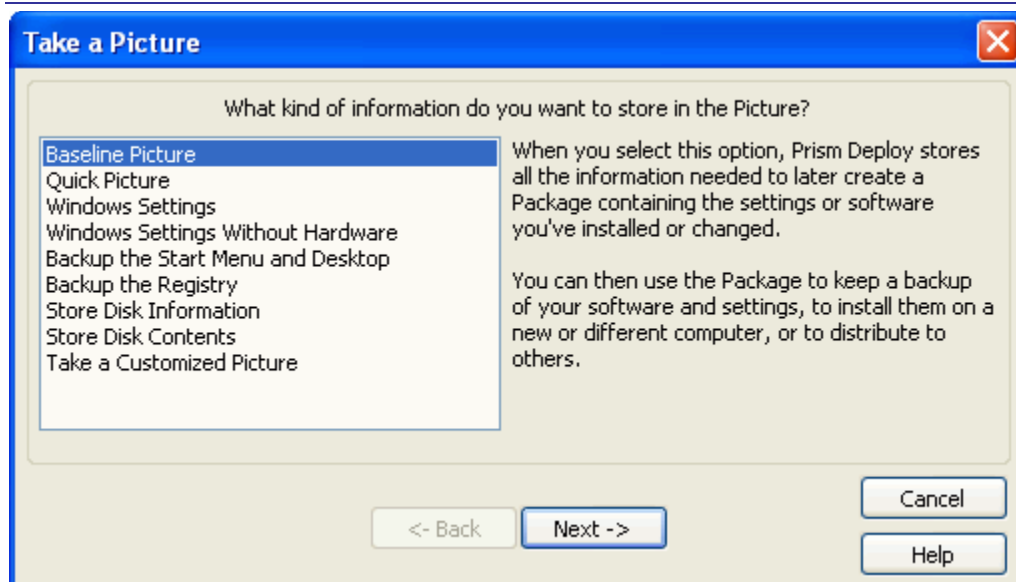 Take a Picture
What kind of information do you want to store in the Picture?
Baseline Picture
Quick Picture
Windows Settings
Windows Settings Without Hardware
Backup the Start Menu and Desktop
Backup the Registry
Store Disk Information
Store Disk Contents
Take a Customized Picture
When you select this option, Prism Deploy stores
all the information needed to later create a
Package containing the settings or software
you've installed or changed.
You can then use the Package to keep a backup
of your software and settings, to install them on a
new or different computer, or to distribute to
others.
Cancel
<- Back
Next ->
Help